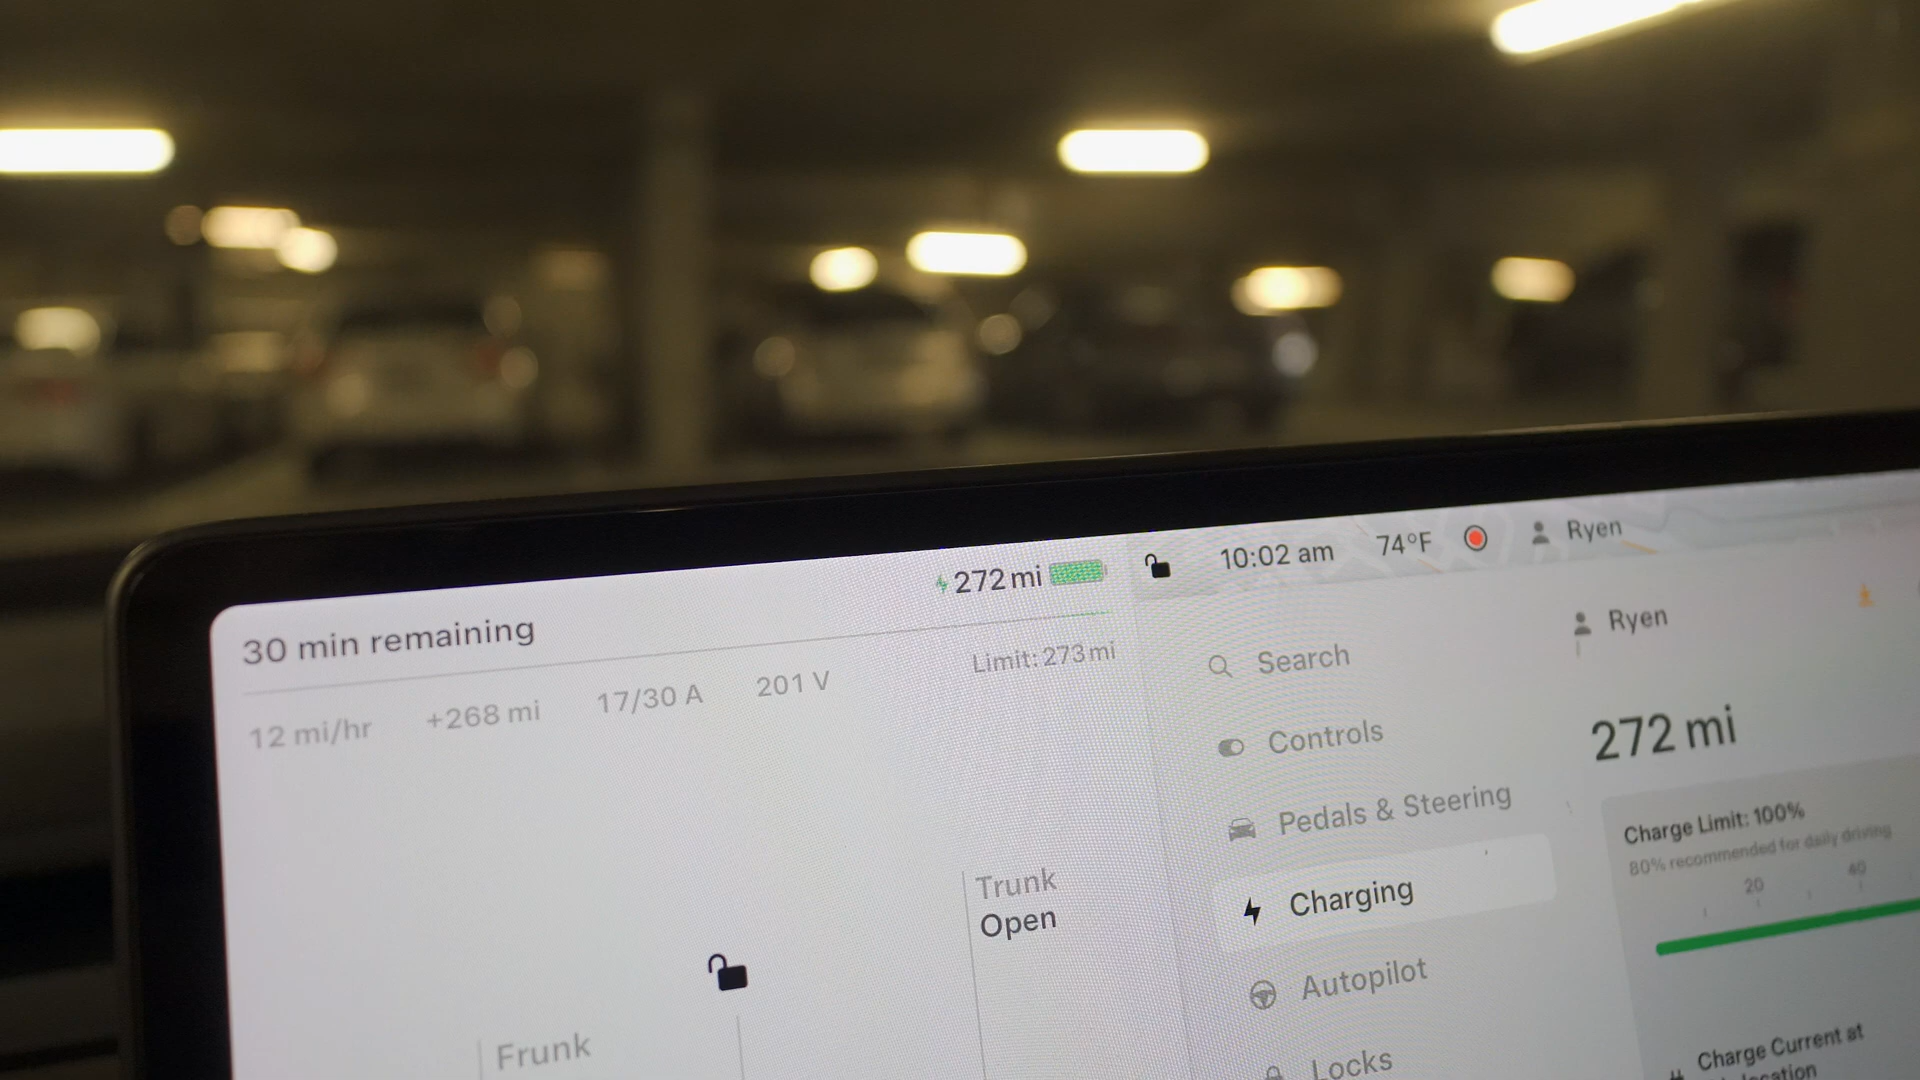 272 mi
10:02 am
74°F
Ryen
30 min remaining
Limit: 273 mi
12 mi/hr
+268 mi
17/30 A
201 V
Trunk
Open
Frunk
Search
Controls
Pedals & Steering
Charging
Autopilot
Locks
Ryen
272 mi
Charge Limit: 100%
80% recommended for daily driving
20
40
Charge Current at